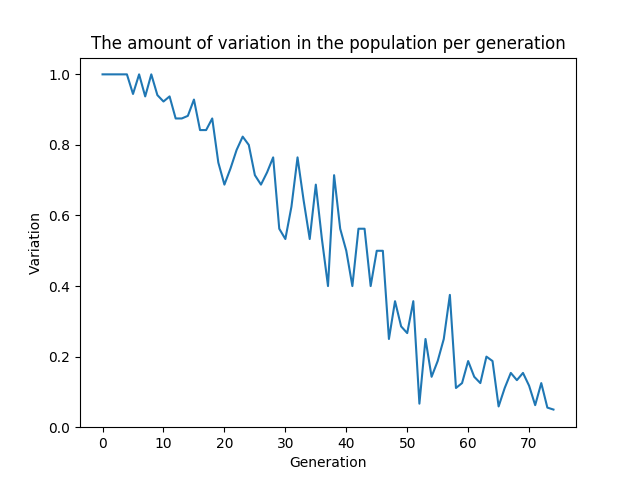 The amount of variation in the population per generation
1.0
0.8
0.6
0.4
0.2
0.0
Variation
0 10 20 30 40 50 60 70
Generation